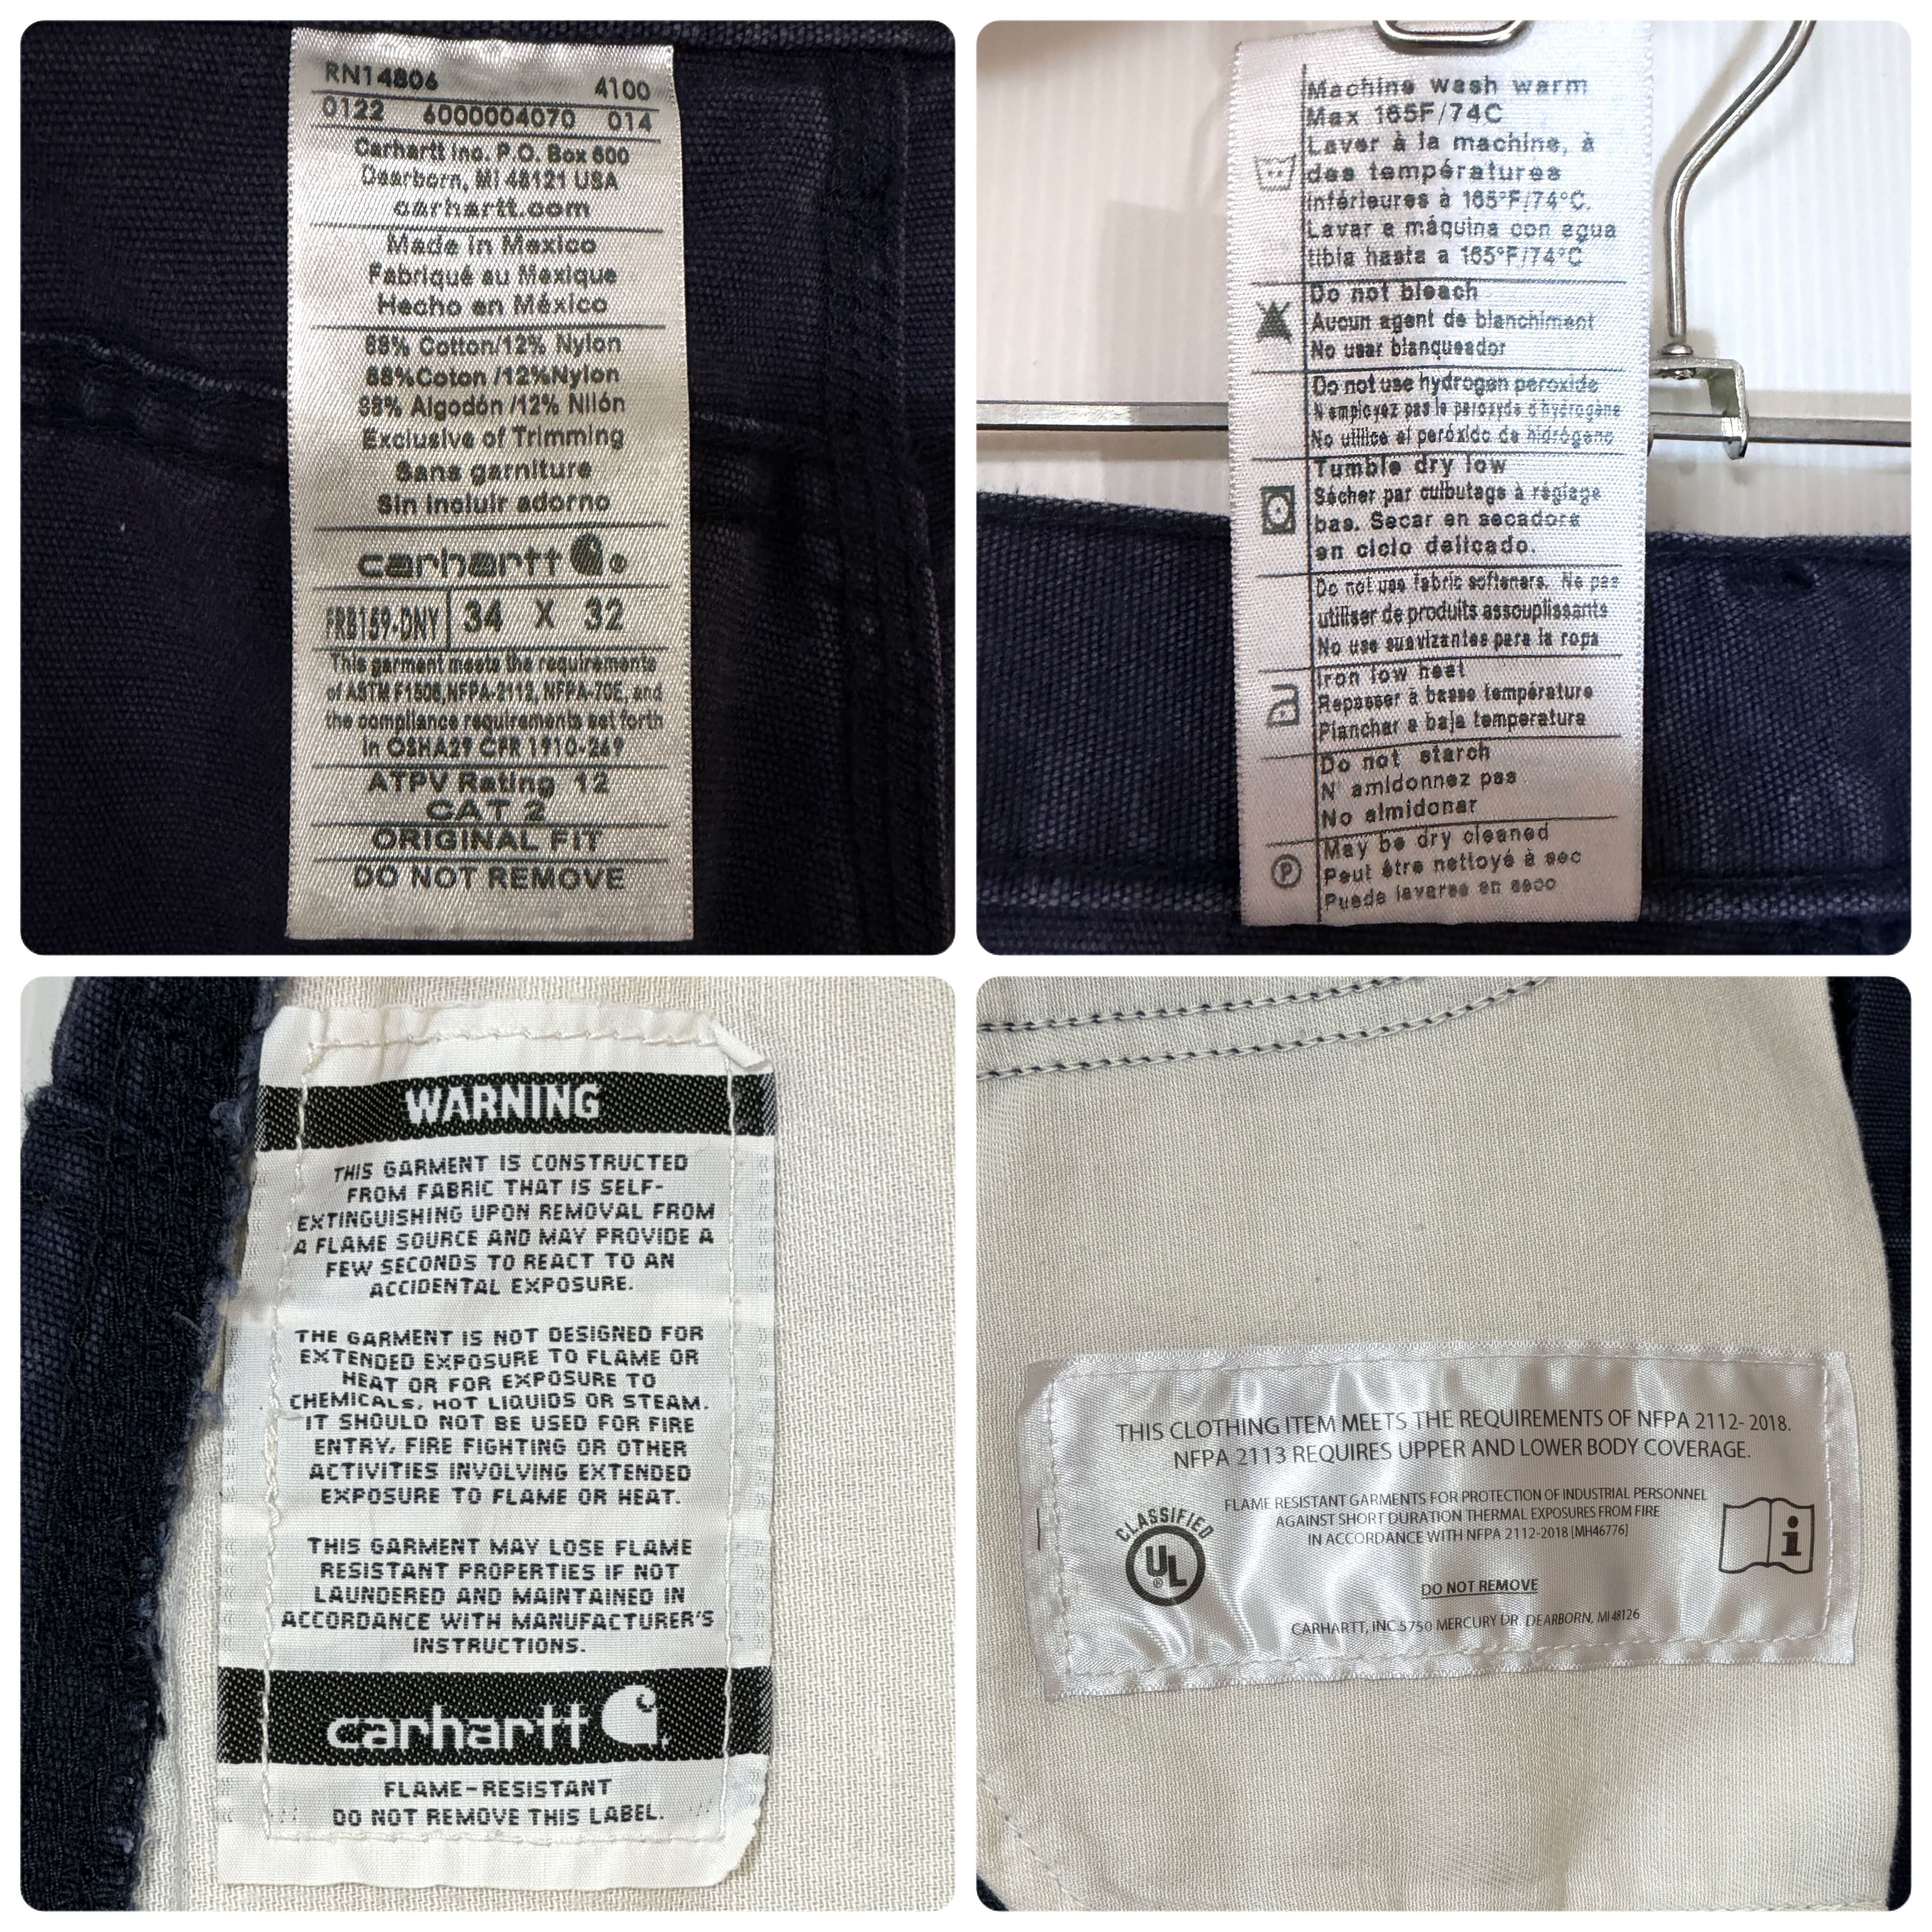 RN14806 4100
0122 6000004070 014
Carhartt Inc. P.O. Box 600
Dearborn, MI 48121 USA
carhartt.com
Made in Mexico
Fabriqué au Mexique
Hecho en México
88% Cotton/12% Nylon
88%Coton /12%Nylon
88% Algodón /12% Nilón
Exclusive of Trimming
Sans garniture
Sin incluir adorno
carhartt
FRB159-DNY 34 X 32
This garment meets the requirements
of ASTM F1506, NFPA-2112, NFPA-70E, and
the compliance requirements set forth
in OSHA29 CFR 1910-269
ATPV Rating 12
CAT 2
ORIGINAL FIT
DO NOT REMOVE
Machine wash warm
Max 165F/74C
Laver à la machine, à
des températures
inférieures à 165°F/74°C.
Lavar a máquina con agua
tibia hasta a 165°F/74°C
Do not bleach
Aucun agent de blanchiment
No usar blanqueador
Do not use hydrogen peroxide
N'employez pas le peroxyde d'hydrogène
No utilice el peróxido de hidrógeno
Tumble dry low
Sécher par culbutage à réglage
bas. Secar en secadora
en ciclo delicado.
Do not use fabric softeners. Ne pas
utiliser de produits assouplissants
No use suavizantes para la ropa
Iron low heat
Repasser à basse température
Planchar a baja temperatura
Do not starch
N' amidonnez pas
No almidonar
P
May be dry cleaned
Peut être nettoyé à sec
Puede lavarse en seco
WARNING
THIS GARMENT IS CONSTRUCTED
FROM FABRIC THAT IS SELF-
EXTINGUISHING UPON REMOVAL FROM
A FLAME SOURCE AND MAY PROVIDE A
FEW SECONDS TO REACT TO AN
ACCIDENTAL EXPOSURE.
THE GARMENT IS NOT DESIGNED FOR
EXTENDED EXPOSURE TO FLAME OR
HEAT OR FOR EXPOSURE TO
CHEMICALS, HOT LIQUIDS OR STEAM.
IT SHOULD NOT BE USED FOR FIRE
ENTRY, FIRE FIGHTING OR OTHER
ACTIVITIES INVOLVING EXTENDED
EXPOSURE TO FLAME OR HEAT.
THIS GARMENT MAY LOSE FLAME
RESISTANT PROPERTIES IF NOT
LAUNDERED AND MAINTAINED IN
ACCORDANCE WITH MANUFACTURER'S
INSTRUCTIONS.
carhartt
FLAME-RESISTANT
DO NOT REMOVE THIS LABEL.
THIS CLOTHING ITEM MEETS THE REQUIREMENTS OF NFPA 2112-2018.
NFPA 2113 REQUIRES UPPER AND LOWER BODY COVERAGE.
CLASSIFIED
UL
®
FLAME RESISTANT GARMENTS FOR PROTECTION OF INDUSTRIAL PERSONNEL
AGAINST SHORT DURATION THERMAL EXPOSURES FROM FIRE
IN ACCORDANCE WITH NFPA 2112-2018 (MH46776)
i
DO NOT REMOVE
CARHARTT, INC.5750 MERCURY DR. DEARBORN, MI 48126